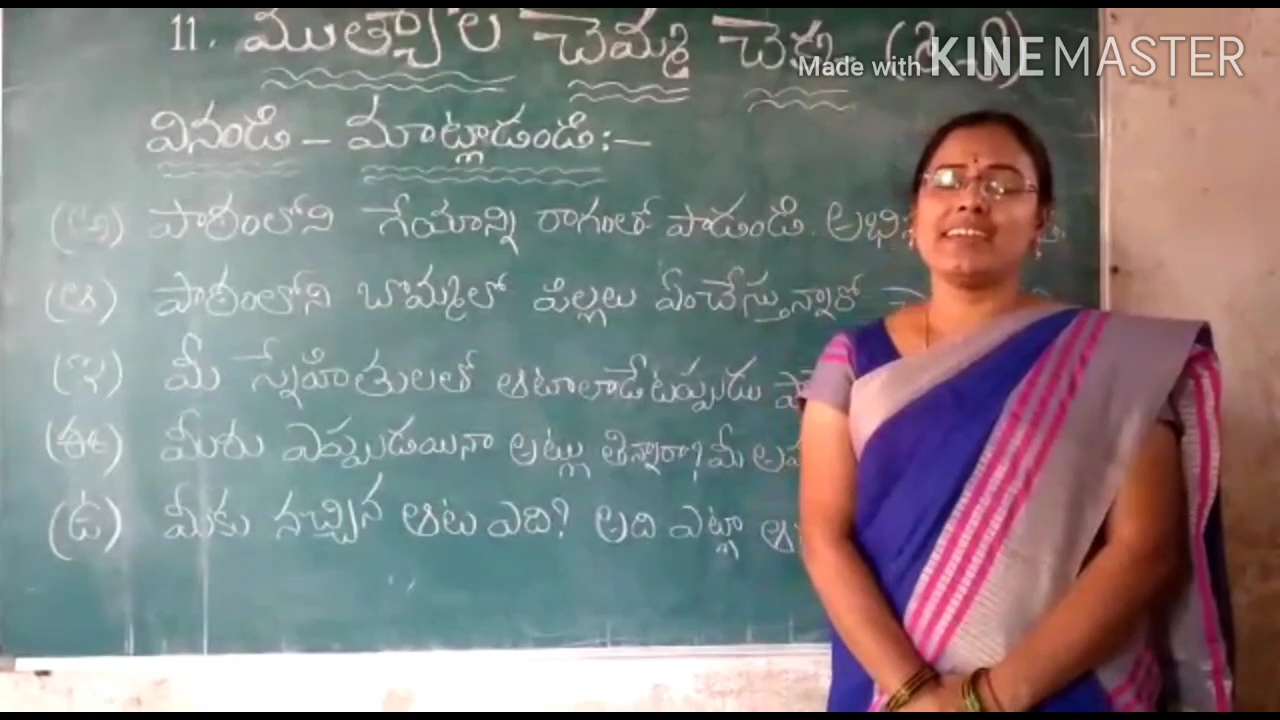 11. ముత్యాల చెమ్మ చెక్క
Made with KINEMASTER
వినండి - మాట్లాడండి:-
(అ) పాఠంలోని గేయాన్ని రాగంతో పాడండి.
(ఆ) పాఠంలోని బొమ్మలో పిల్లలు ఏంచేస్తున్నారో
(ఇ) మీ స్నేహితులతో ఆటలాడేటప్పుడు
(ఈ) మీరు ఎప్పుడయినా అట్లు తిన్నారా? మీ
(ఉ) మీకు నచ్చిన ఆట ఏది? అది ఎట్లా